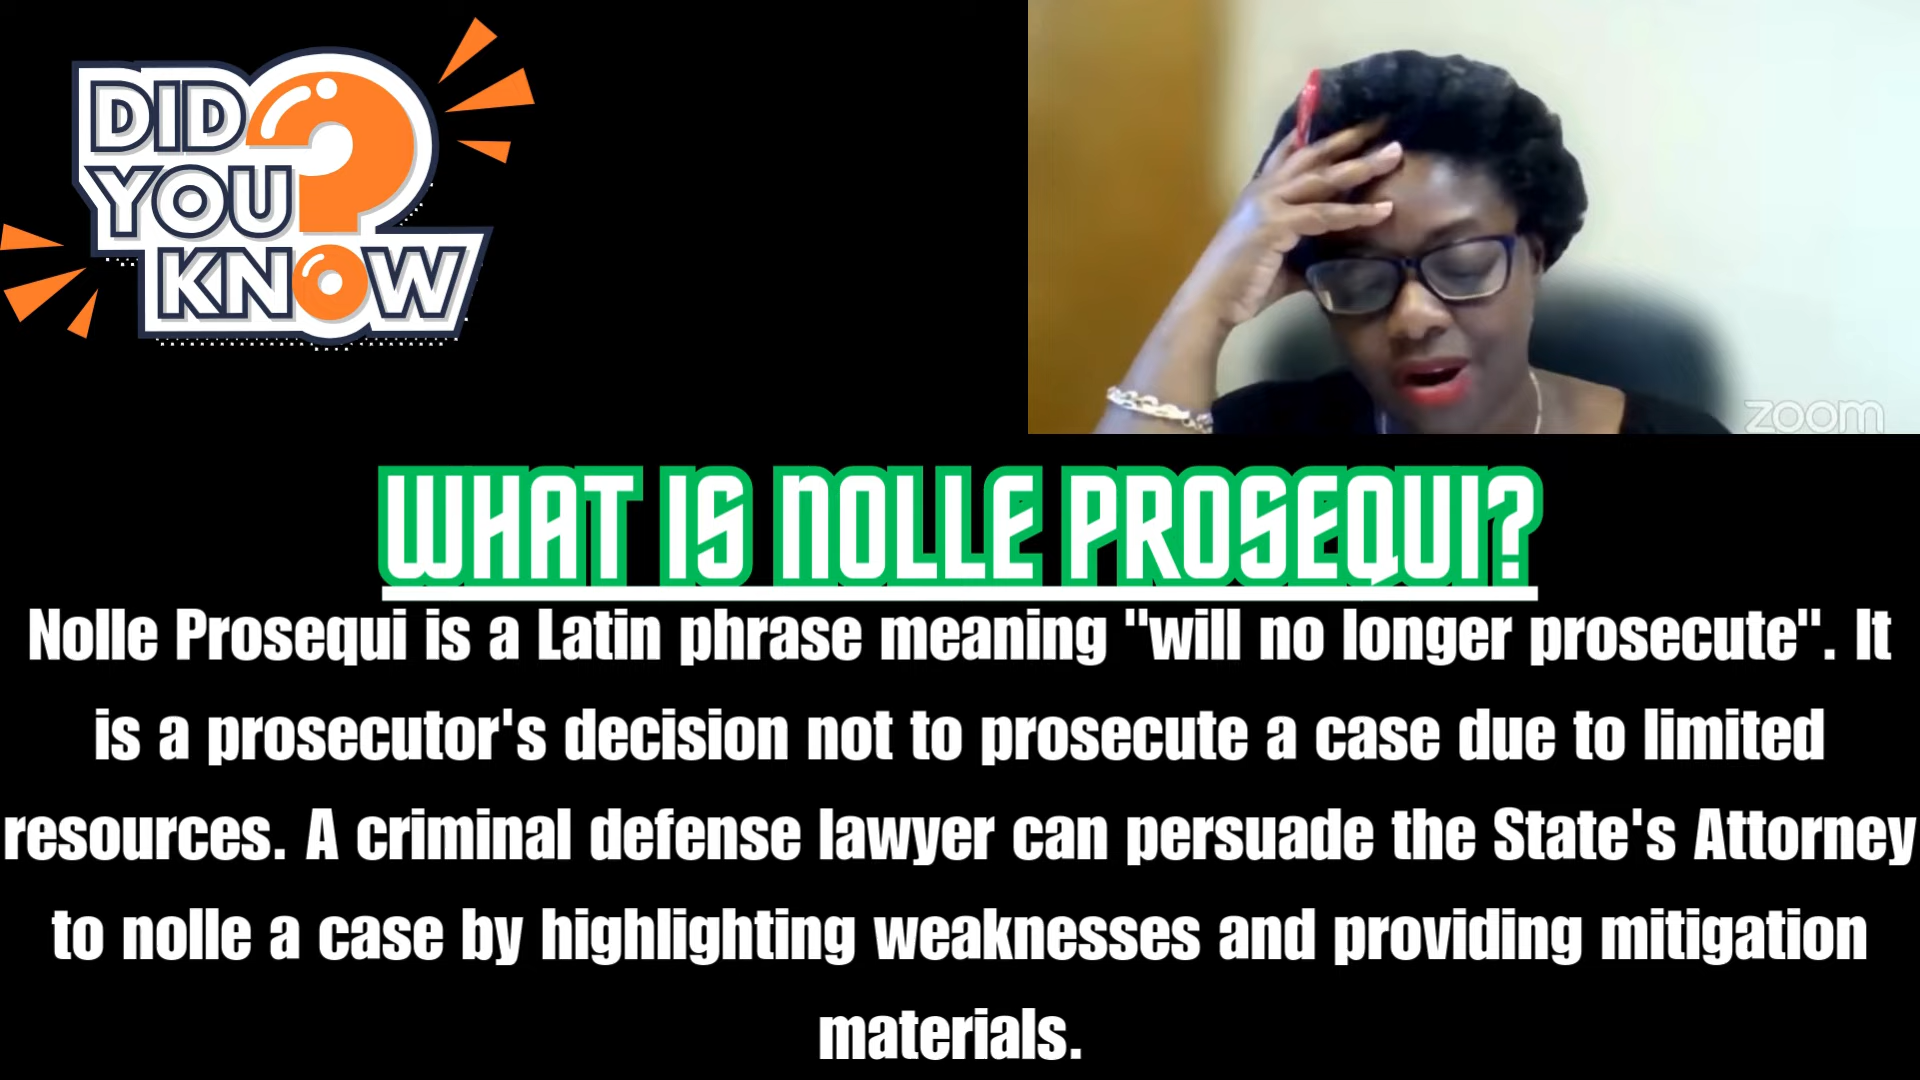 DID
YOU
KNOW
?
zoom
WHAT IS NOLLE PROSEQUI?
Nolle Prosequi is a Latin phrase meaning "will no longer prosecute". It
is a prosecutor's decision not to prosecute a case due to limited
resources. A criminal defense lawyer can persuade the State's Attorney
to nolle a case by highlighting weaknesses and providing mitigation
materials.